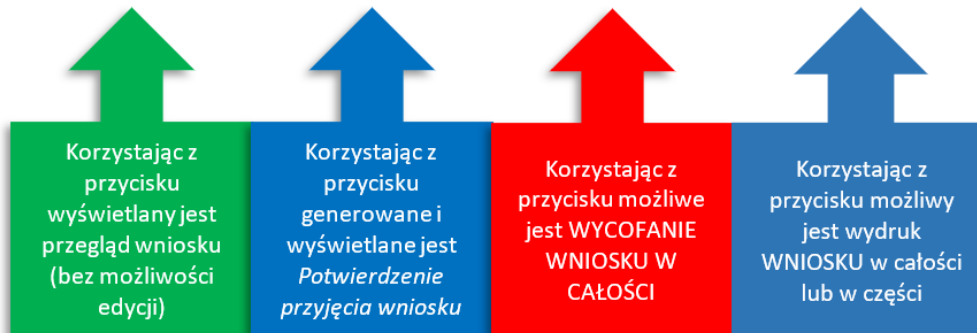 Korzystając z
przycisku
wyświetlany jest
przegląd wniosku
(bez możliwości
edycji)
Korzystając z
przycisku
generowane i
wyświetlane jest
Potwierdzenie
przyjęcia wniosku
Korzystając z
przycisku możliwe
jest WYCOFANIE
WNIOSKU W
CAŁOŚCI
Korzystając z
przycisku możliwy
jest wydruk
WNIOSKU w całości
lub w części